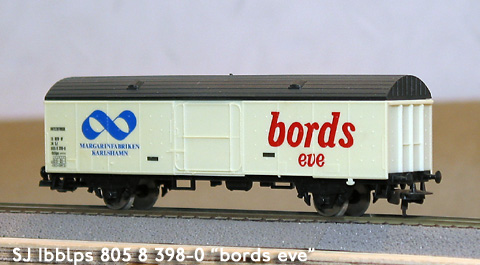 MARGARINFABRIKEN
KARLSHAMN
bords
eve
SJ Ibblps 805 8 398-0 "bords eve"